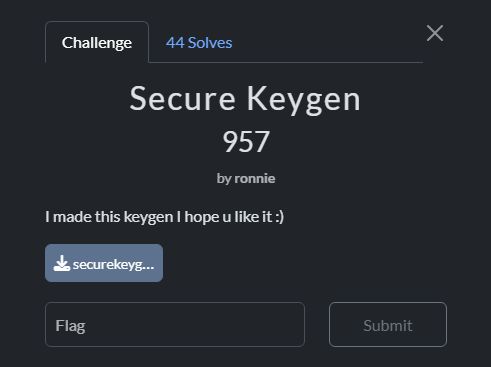 Challenge
44 Solves
Secure Keygen
957
by ronnie
I made this keygen I hope u like it :)
securekeyg...
Flag
Submit